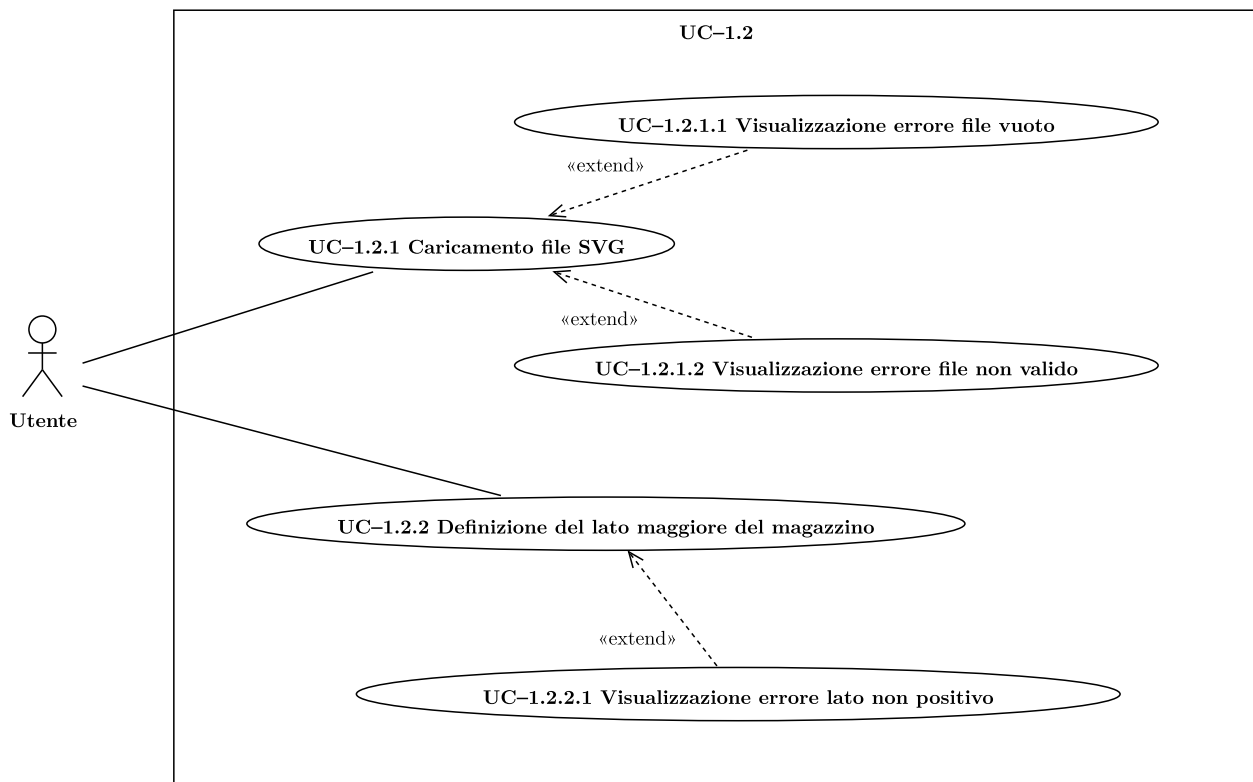 UC–1.2
UC–1.2.1.1 Visualizzazione errore file vuoto
«extend»
UC–1.2.1 Caricamento file SVG
«extend»
UC–1.2.1.2 Visualizzazione errore file non valido
Utente
UC–1.2.2 Definizione del lato maggiore del magazzino
«extend»
UC–1.2.2.1 Visualizzazione errore lato non positivo